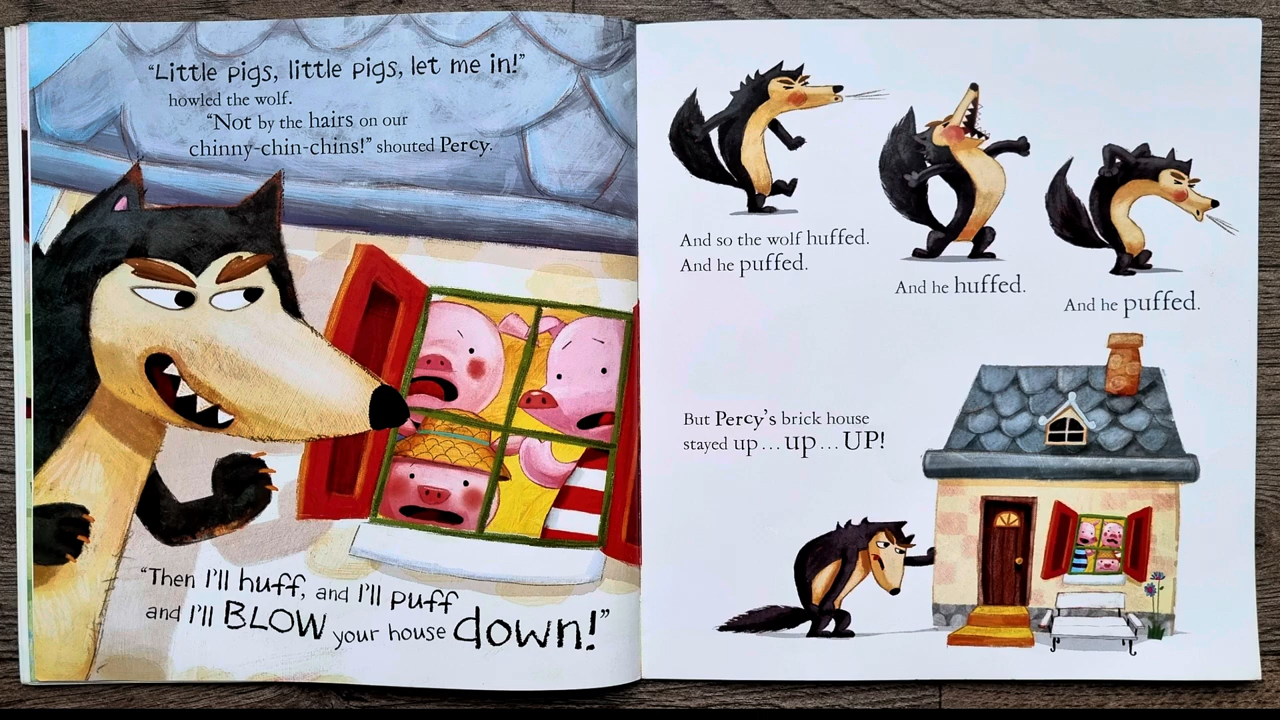 “Little pigs, little pigs, let me in!”
howled the wolf.
“Not by the hairs on our
chinny-chin-chins!” shouted Percy.
“Then I’ll huff, and I’ll puff
and I’ll BLOW your house down!”
And so the wolf huffed.
And he puffed.
And he huffed.
And he puffed.
But Percy’s brick house
stayed up ... up ... UP!